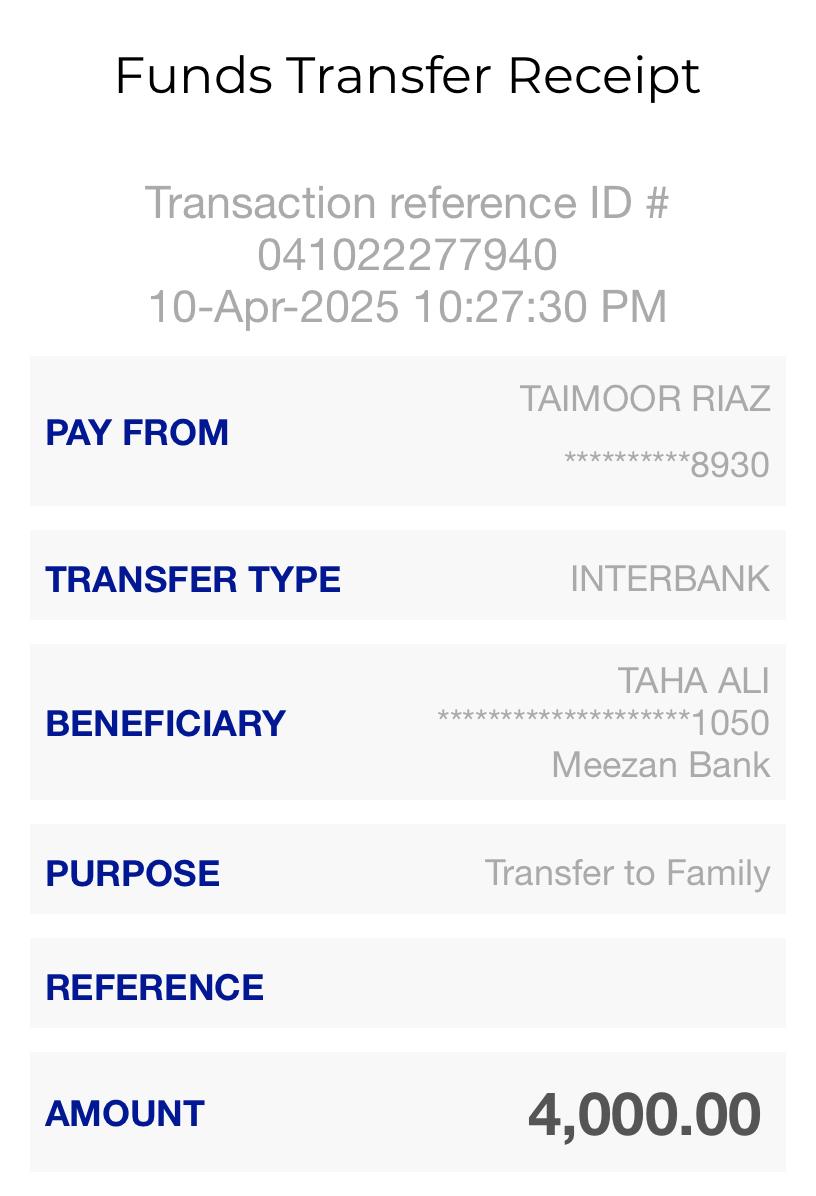 Funds Transfer Receipt
Transaction reference ID #
041022277940
10-Apr-2025 10:27:30 PM
PAY FROM
TAIMOOR RIAZ
**********8930
TRANSFER TYPE
INTERBANK
BENEFICIARY
TAHA ALI
********************1050
Meezan Bank
PURPOSE
Transfer to Family
REFERENCE
AMOUNT
4,000.00